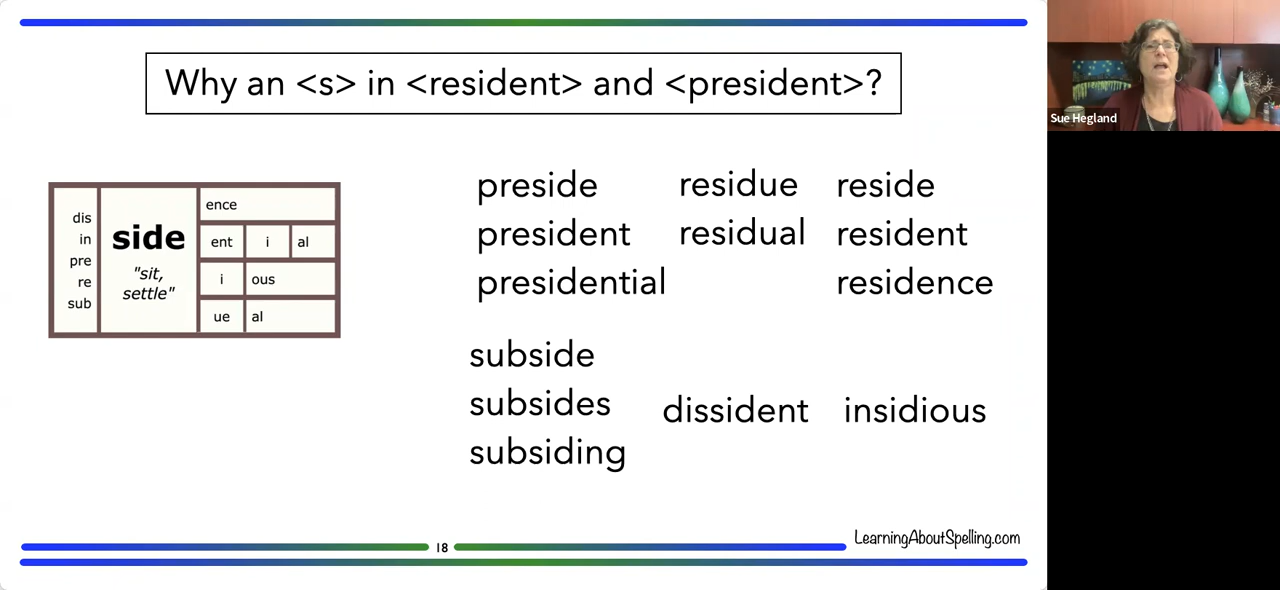 Why an <s> in <resident> and <president>?
Sue Hegland
dis
in
pre
re
sub
side
"sit,
settle"
ence
ent i al
i ous
ue al
preside residue reside
president residual resident
presidential residence
subside
subsides dissident insidious
subsiding
LearningAboutSpelling.com
18